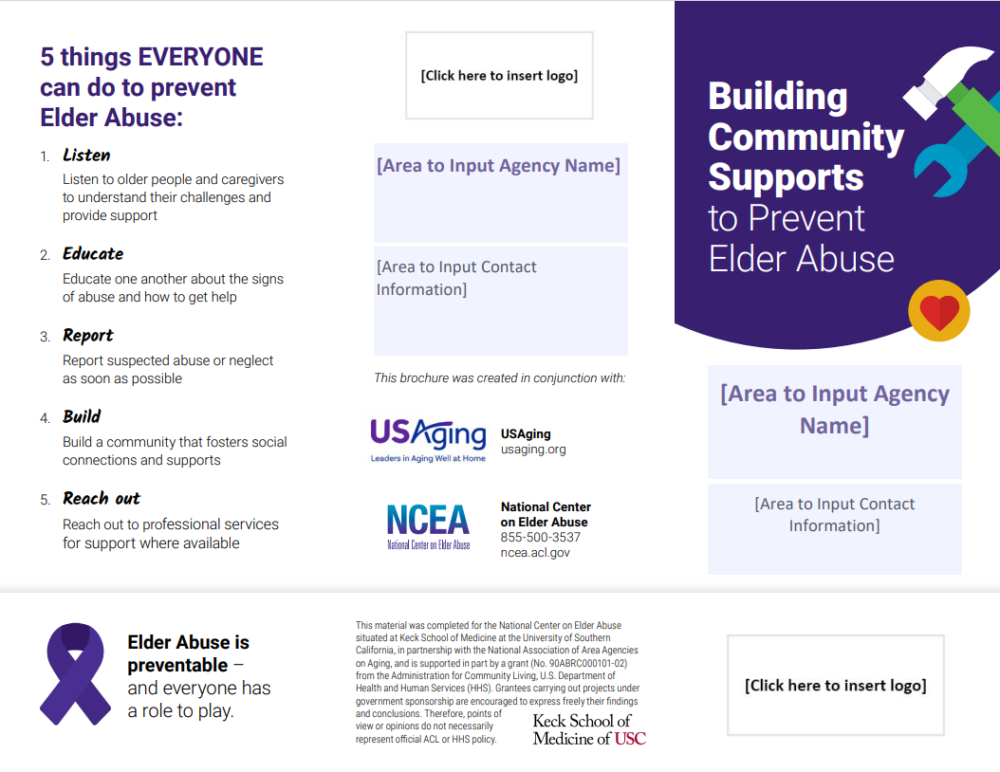 5 things EVERYONE
can do to prevent
Elder Abuse:
1. Listen
Listen to older people and caregivers
to understand their challenges and
provide support
2. Educate
Educate one another about the signs
of abuse and how to get help
3. Report
Report suspected abuse or neglect
as soon as possible
4. Build
Build a community that fosters social
connections and supports
5. Reach out
Reach out to professional services
for support where available
[Click here to insert logo]
[Area to Input Agency Name]
[Area to Input Contact
Information]
This brochure was created in conjunction with:
USAging
Leaders in Aging Well at Home
USAging
usaging.org
NCEA
National Center on Elder Abuse
National Center
on Elder Abuse
855-500-3537
ncea.acl.gov
Building
Community
Supports
to Prevent
Elder Abuse
[Area to Input Agency
Name]
[Area to Input Contact
Information]
Elder Abuse is
preventable –
and everyone has
a role to play.
This material was completed for the National Center on Elder Abuse
situated at Keck School of Medicine at the University of Southern
California, in partnership with the National Association of Area Agencies
on Aging, and is supported in part by a grant (No. 90ABRC000101-02)
from the Administration for Community Living, U.S. Department of
Health and Human Services (HHS). Grantees carrying out projects under
government sponsorship are encouraged to express freely their findings
and conclusions. Therefore, points of
view or opinions do not necessarily
represent official ACL or HHS policy.
Keck School of
Medicine of USC
[Click here to insert logo]